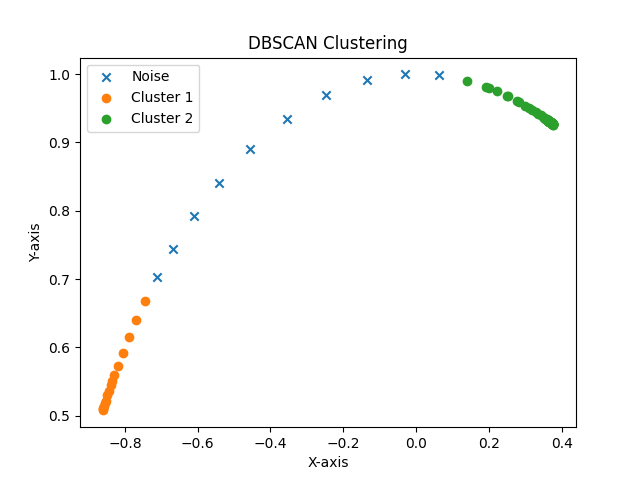 DBSCAN Clustering
Noise
Cluster 1
Cluster 2
1.0
0.9
0.8
0.7
0.6
0.5
Y-axis
−0.8 −0.6 −0.4 −0.2 0.0 0.2 0.4
X-axis